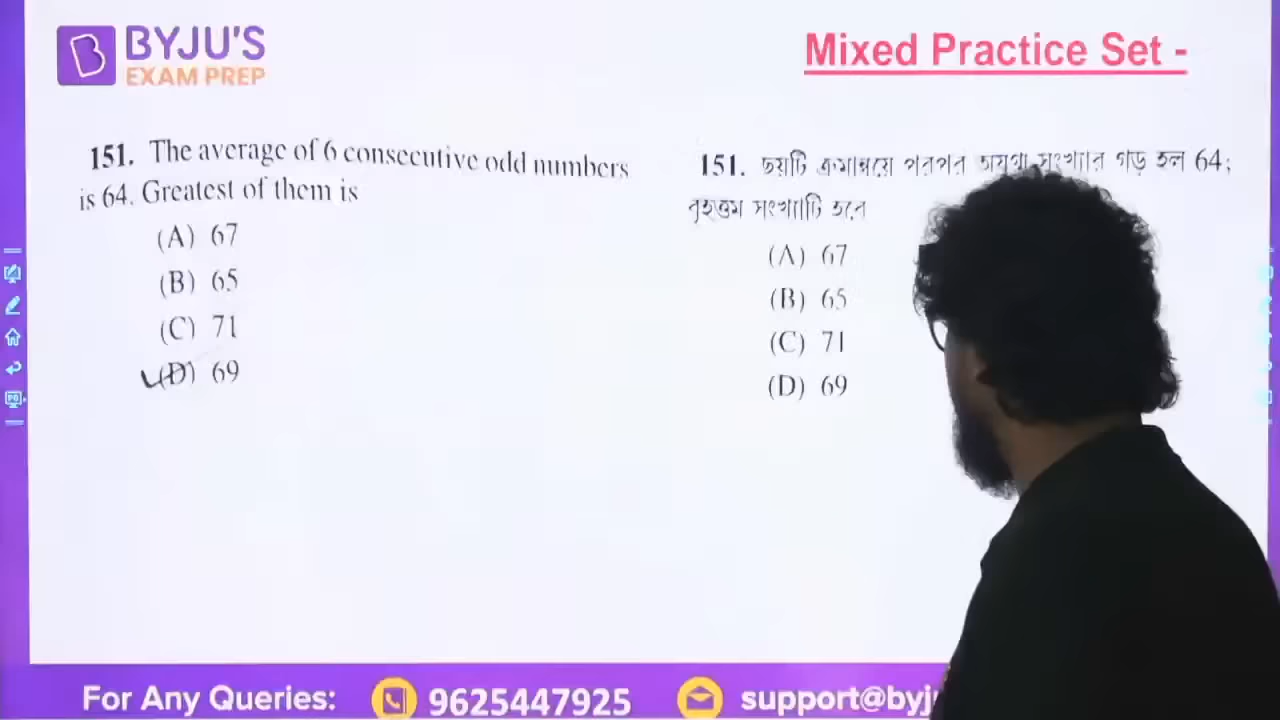 BYJU'S
EXAM PREP
Mixed Practice Set -
151. The average of 6 consecutive odd numbers
is 64. Greatest of them is
(A) 67
(B) 65
(C) 71
(D) 69
151. ছয়টি ক্রমান্বয়ে পরপর অযুগ্ম সংখ্যার গড় হল 64;
বৃহত্তম সংখ্যাটি হবে
(A) 67
(B) 65
(C) 71
(D) 69
For Any Queries:
9625447925
support@byju